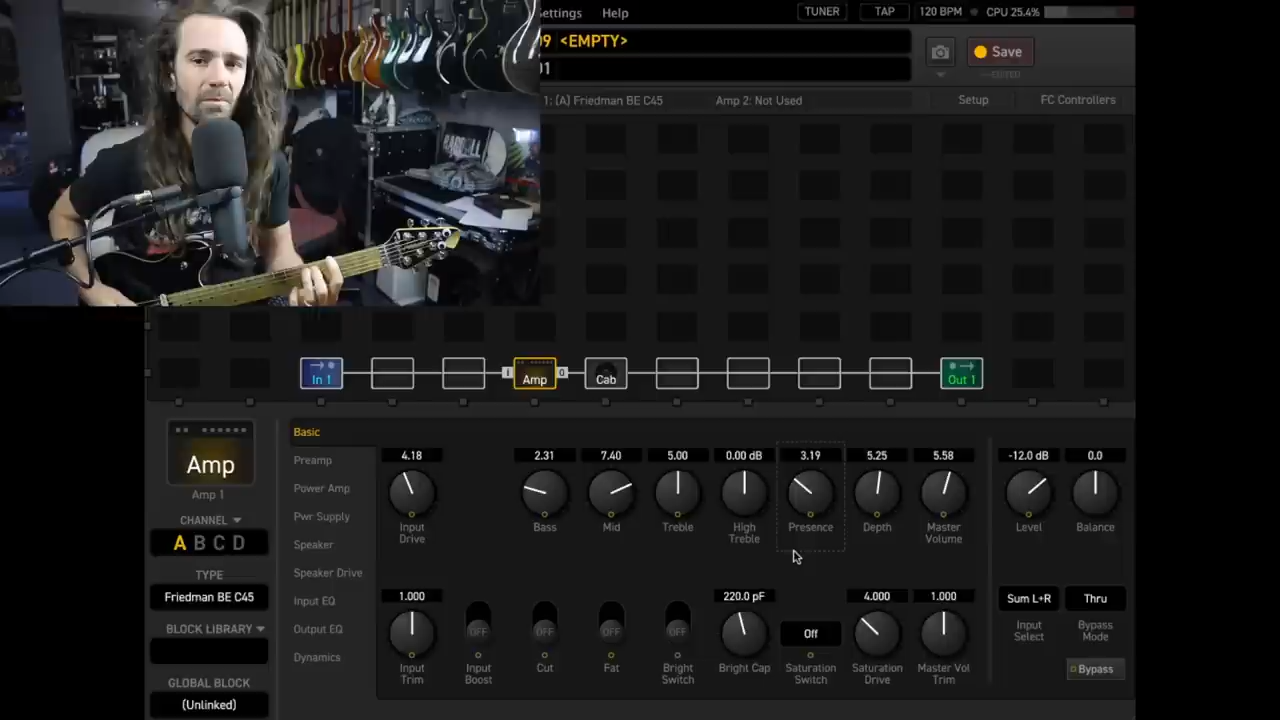 Settings Help TUNER TAP 120 BPM CPU 25.4%
09 <EMPTY> Save
01 EDITED
1: (A) Friedman BE C45 Amp 2: Not Used Setup FC Controllers
RAGDOLL
In 1 I Amp O Cab Out 1
Amp
Amp 1
CHANNEL
A B C D
TYPE
Friedman BE C45
BLOCK LIBRARY
GLOBAL BLOCK
(Unlinked)
Basic
Preamp
Power Amp
Pwr Supply
Speaker
Speaker Drive
Input EQ
Output EQ
Dynamics
4.18 2.31 7.40 5.00 0.00 dB 3.19 5.25 5.58 -12.0 dB 0.0
Input Drive Bass Mid Treble High Treble Presence Depth Master Volume Level Balance
1.000 OFF OFF OFF OFF 220.0 pF Off 4.000 1.000 Sum L+R Thru
Input Trim Input Boost Cut Fat Bright Switch Bright Cap Saturation Switch Saturation Drive Master Vol Trim Input Select Bypass Mode
Bypass